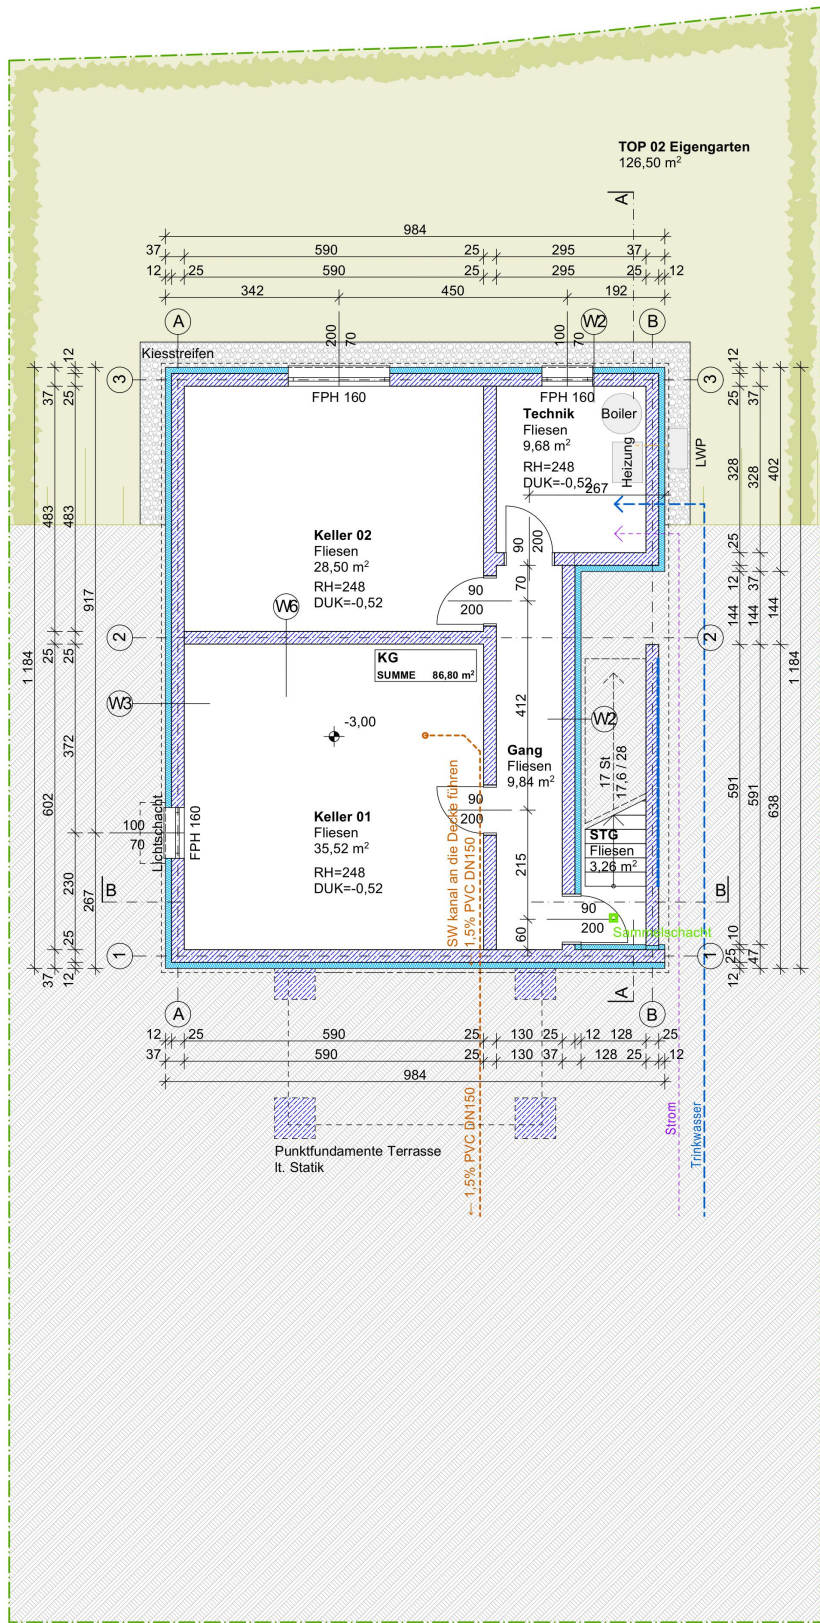 TOP 02 Eigengarten
126,50 m²
A
984
37 590 25 295 37
12 25 590 25 295 25 12
342 450 192
A
200
70
100
70
W2
B
Kiesstreifen
3
3
FPH 160
FPH 160
Technik
Fliesen
9,68 m²
RH=248
DUK=-0,52
Boiler
Heizung
LWP
267
Keller 02
Fliesen
28,50 m²
RH=248
DUK=-0,52
90
200
90
200
70
W6
2
2
KG
SUMME 86,80 m²
W3
-3,00
412
W2
Gang
Fliesen
9,84 m²
17 St
17,6 / 28
Keller 01
Fliesen
35,52 m²
RH=248
DUK=-0,52
90
200
Lichtschacht
100
70
FPH 160
STG
Fliesen
3,26 m²
215
SW kanal an die Decke führen
← 1,5% PVC DN150
B
B
90
200
60
Sammelschacht
1
1
A
A
B
12 25 590 25 130 25 12 128 25
37 590 25 130 37 128 25 12
984
1 184
37 483 25 602 37
12 25 483 25 372 230 25 12
917 267
12 25 328 25 12 144 591 10 25 12
37 328 37 144 591 47
402 144 638
1 184
← 1,5% PVC DN150
Strom
Trinkwasser
Punktfundamente Terrasse
lt. Statik